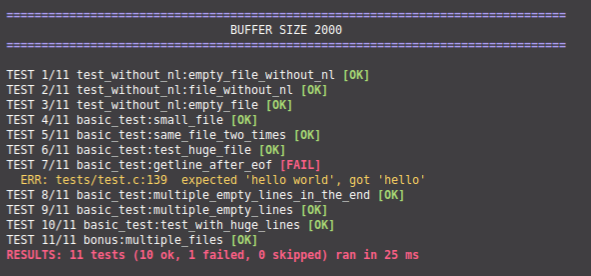 ================================================================================
BUFFER SIZE 2000
================================================================================
TEST 1/11 test_without_nl:empty_file_without_nl [OK]
TEST 2/11 test_without_nl:file_without_nl [OK]
TEST 3/11 test_without_nl:empty_file [OK]
TEST 4/11 basic_test:small_file [OK]
TEST 5/11 basic_test:same_file_two_times [OK]
TEST 6/11 basic_test:test_huge_file [OK]
TEST 7/11 basic_test:getline_after_eof [FAIL]
ERR: tests/test.c:139  expected 'hello world', got 'hello'
TEST 8/11 basic_test:multiple_empty_lines_in_the_end [OK]
TEST 9/11 basic_test:multiple_empty_lines [OK]
TEST 10/11 basic_test:test_with_huge_lines [OK]
TEST 11/11 bonus:multiple_files [OK]
RESULTS: 11 tests (10 ok, 1 failed, 0 skipped) ran in 25 ms